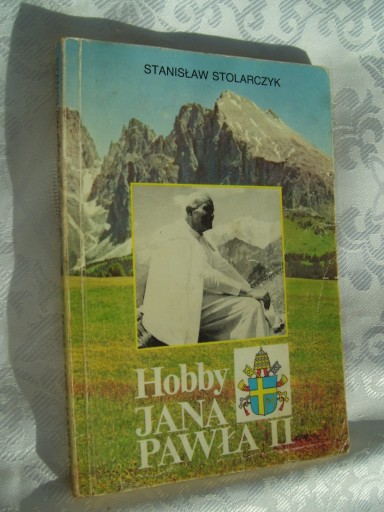 STANISŁAW STOLARCZYK
Hobby
JANA
PAWŁA II